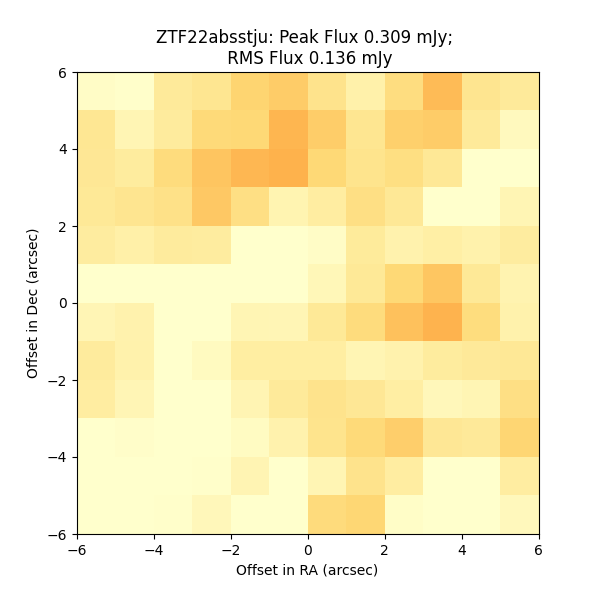 ZTF22absstju: Peak Flux 0.309 mJy;
RMS Flux 0.136 mJy
6
4
2
0
−2
−4
−6
Offset in Dec (arcsec)
−6 −4 −2 0 2 4 6
Offset in RA (arcsec)